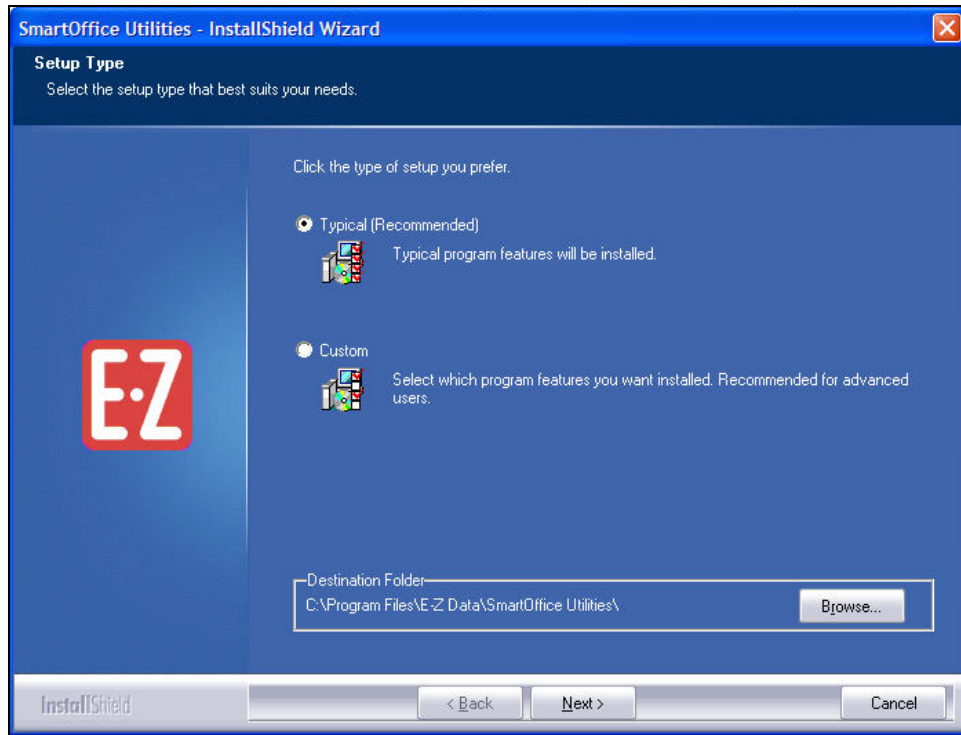 SmartOffice Utilities - InstallShield Wizard
Setup Type
Select the setup type that best suits your needs.
Click the type of setup you prefer.
Typical (Recommended)
Typical program features will be installed.
Custom
Select which program features you want installed. Recommended for advanced
users.
E·Z
Destination Folder
C:\Program Files\E-Z Data\SmartOffice Utilities\
Browse...
InstallShield
< Back
Next >
Cancel